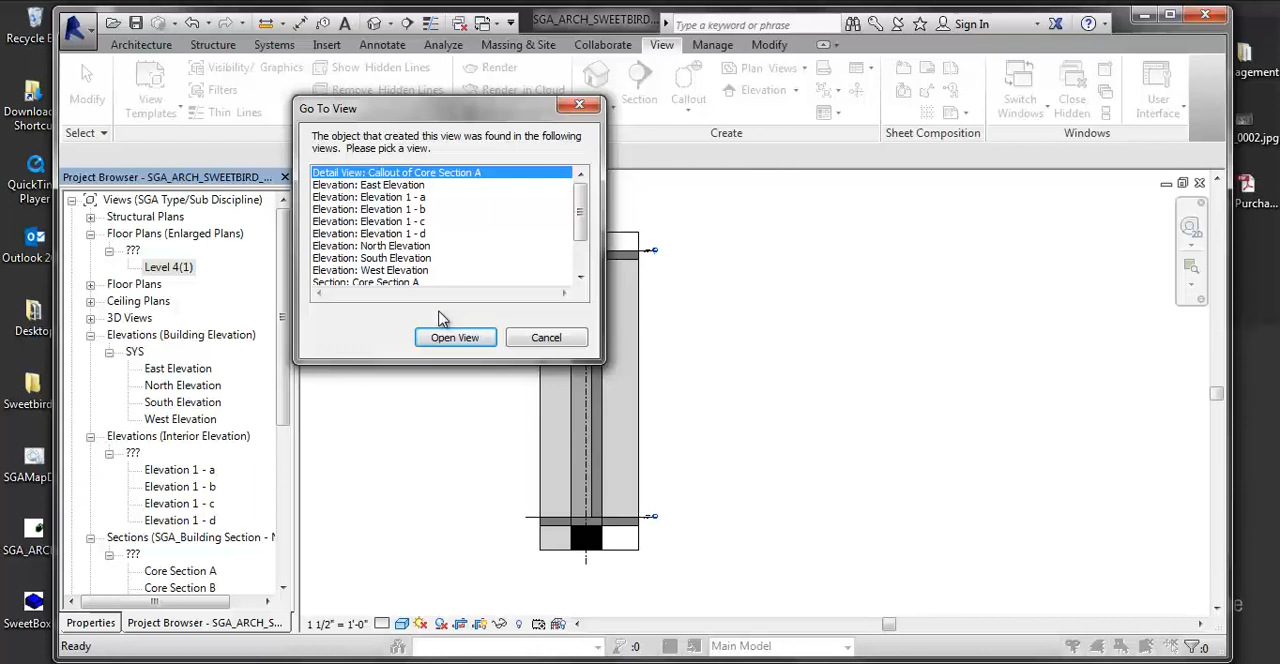 Recycle B
Download
Shortcu
QuickTin
Player
Outlook 2
Deskto
Sweetbird
SGAMapD
SGA_ARCH
SweetBox
SGA_ARCH_SWEETBIRD...
Type a keyword or phrase
Sign In
Architecture
Structure
Systems
Insert
Annotate
Analyze
Massing & Site
Collaborate
View
Manage
Modify
Modify
Select
View
Templates
Visibility/ Graphics
Filters
Thin Lines
Show Hidden Lines
Remove Hidden Lines
Render
Render in Cloud
Section
Callout
Plan Views
Elevation
Create
Sheet Composition
Switch
Windows
Close
Hidden
Windows
User
Interface
Project Browser - SGA_ARCH_SWEETBIRD_...
Views (SGA Type/Sub Discipline)
Structural Plans
Floor Plans (Enlarged Plans)
???
Level 4(1)
Floor Plans
Ceiling Plans
3D Views
Elevations (Building Elevation)
SYS
East Elevation
North Elevation
South Elevation
West Elevation
Elevations (Interior Elevation)
???
Elevation 1 - a
Elevation 1 - b
Elevation 1 - c
Elevation 1 - d
Sections (SGA_Building Section - N
???
Core Section A
Core Section B
Properties
Project Browser - SGA_ARCH_S...
Go To View
The object that created this view was found in the following
views. Please pick a view.
Detail View: Callout of Core Section A
Elevation: East Elevation
Elevation: Elevation 1 - a
Elevation: Elevation 1 - b
Elevation: Elevation 1 - c
Elevation: Elevation 1 - d
Elevation: North Elevation
Elevation: South Elevation
Elevation: West Elevation
Section: Core Section A
Open View
Cancel
2D
1 1/2" = 1'-0"
Ready
:0
Main Model
:0
agement
_0002.jpg
Purcha...